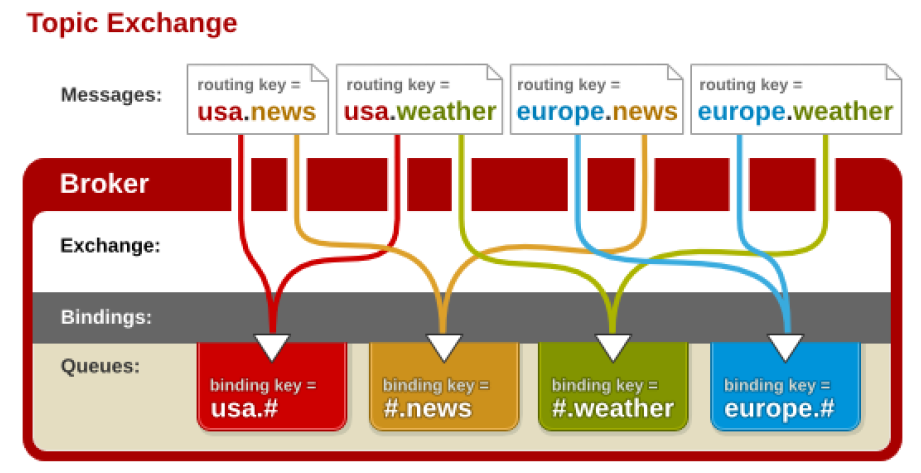 Topic Exchange
Messages:
routing key =
usa.news
routing key =
usa.weather
routing key =
europe.news
routing key =
europe.weather
Broker
Exchange:
Bindings:
Queues:
binding key =
usa.#
binding key =
#.news
binding key =
#.weather
binding key =
europe.#